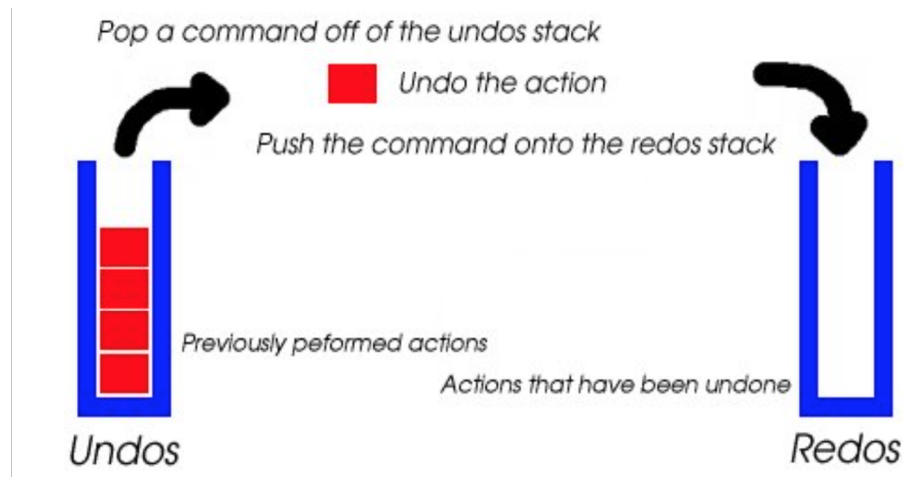 Pop a command off of the undos stack
Undo the action
Push the command onto the redos stack
Previously peformed actions
Actions that have been undone
Undos
Redos